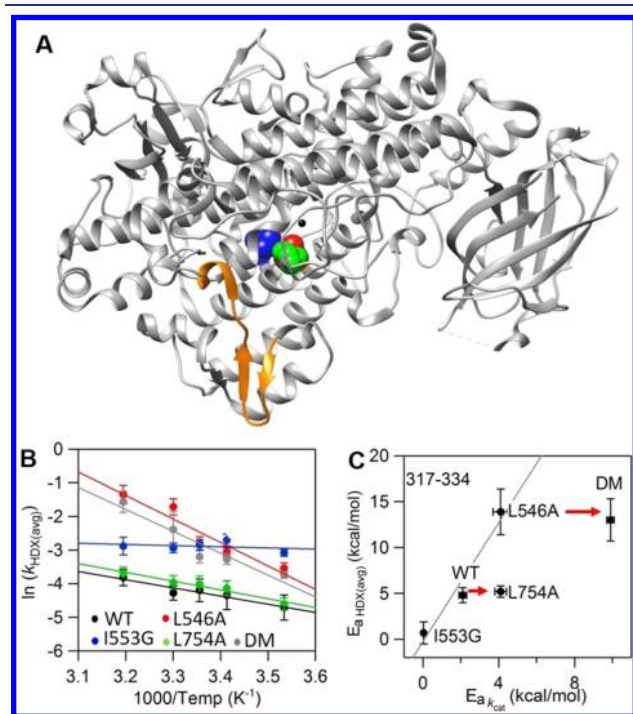 A
B
ln (kHDX(avg))
0
-1
-2
-3
-4
-5
-6
WT L546A
I553G L754A DM
3.1 3.2 3.3 3.4 3.5 3.6
1000/Temp (K⁻¹)
C
Ea HDX(avg) (kcal/mol)
20
15
10
5
0
317-334
L546A
DM
WT
L754A
I553G
0 4 8
Ea kcat (kcal/mol)